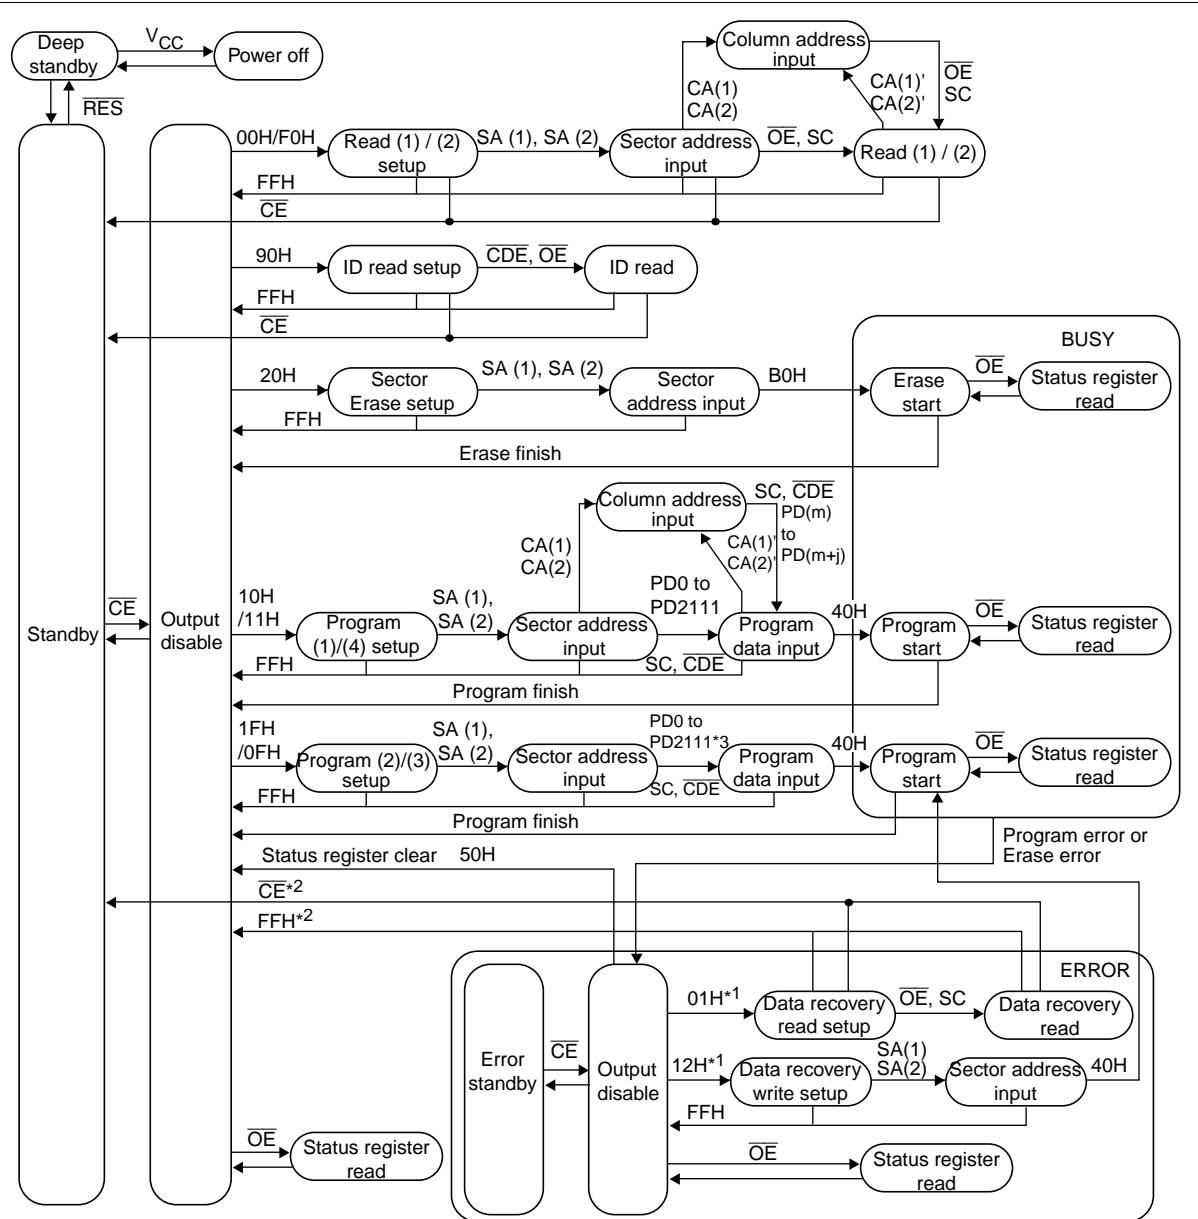 Deep
standby
VCC
Power off
RES
Column address
input
CA(1)
CA(2)
CA(1)'
CA(2)'
OE
SC
00H/F0H
Read (1) / (2)
setup
SA (1), SA (2)
Sector address
input
OE, SC
Read (1) / (2)
FFH
CE
90H
ID read setup
CDE, OE
ID read
FFH
CE
BUSY
20H
Sector
Erase setup
SA (1), SA (2)
Sector
address input
B0H
Erase
start
OE
Status register
read
FFH
Erase finish
Column address
input
SC, CDE
PD(m)
to
PD(m+j)
CA(1)
CA(2)
CA(1)'
CA(2)'
Standby
CE
Output
disable
10H
/11H
Program
(1)/(4) setup
SA (1),
SA (2)
Sector address
input
PD0 to
PD2111
SC, CDE
Program
data input
40H
Program
start
OE
Status register
read
FFH
Program finish
1FH
/0FH
Program (2)/(3)
setup
SA (1),
SA (2)
Sector address
input
PD0 to
PD2111*3
SC, CDE
Program
data input
40H
Program
start
OE
Status register
read
FFH
Program finish
Program error or
Erase error
Status register clear 50H
CE*2
FFH*2
ERROR
Error
standby
CE
Output
disable
01H*1
Data recovery
read setup
OE, SC
Data recovery
read
12H*1
Data recovery
write setup
SA(1)
SA(2)
Sector address
input
40H
FFH
OE
Status register
read
OE
Status register
read